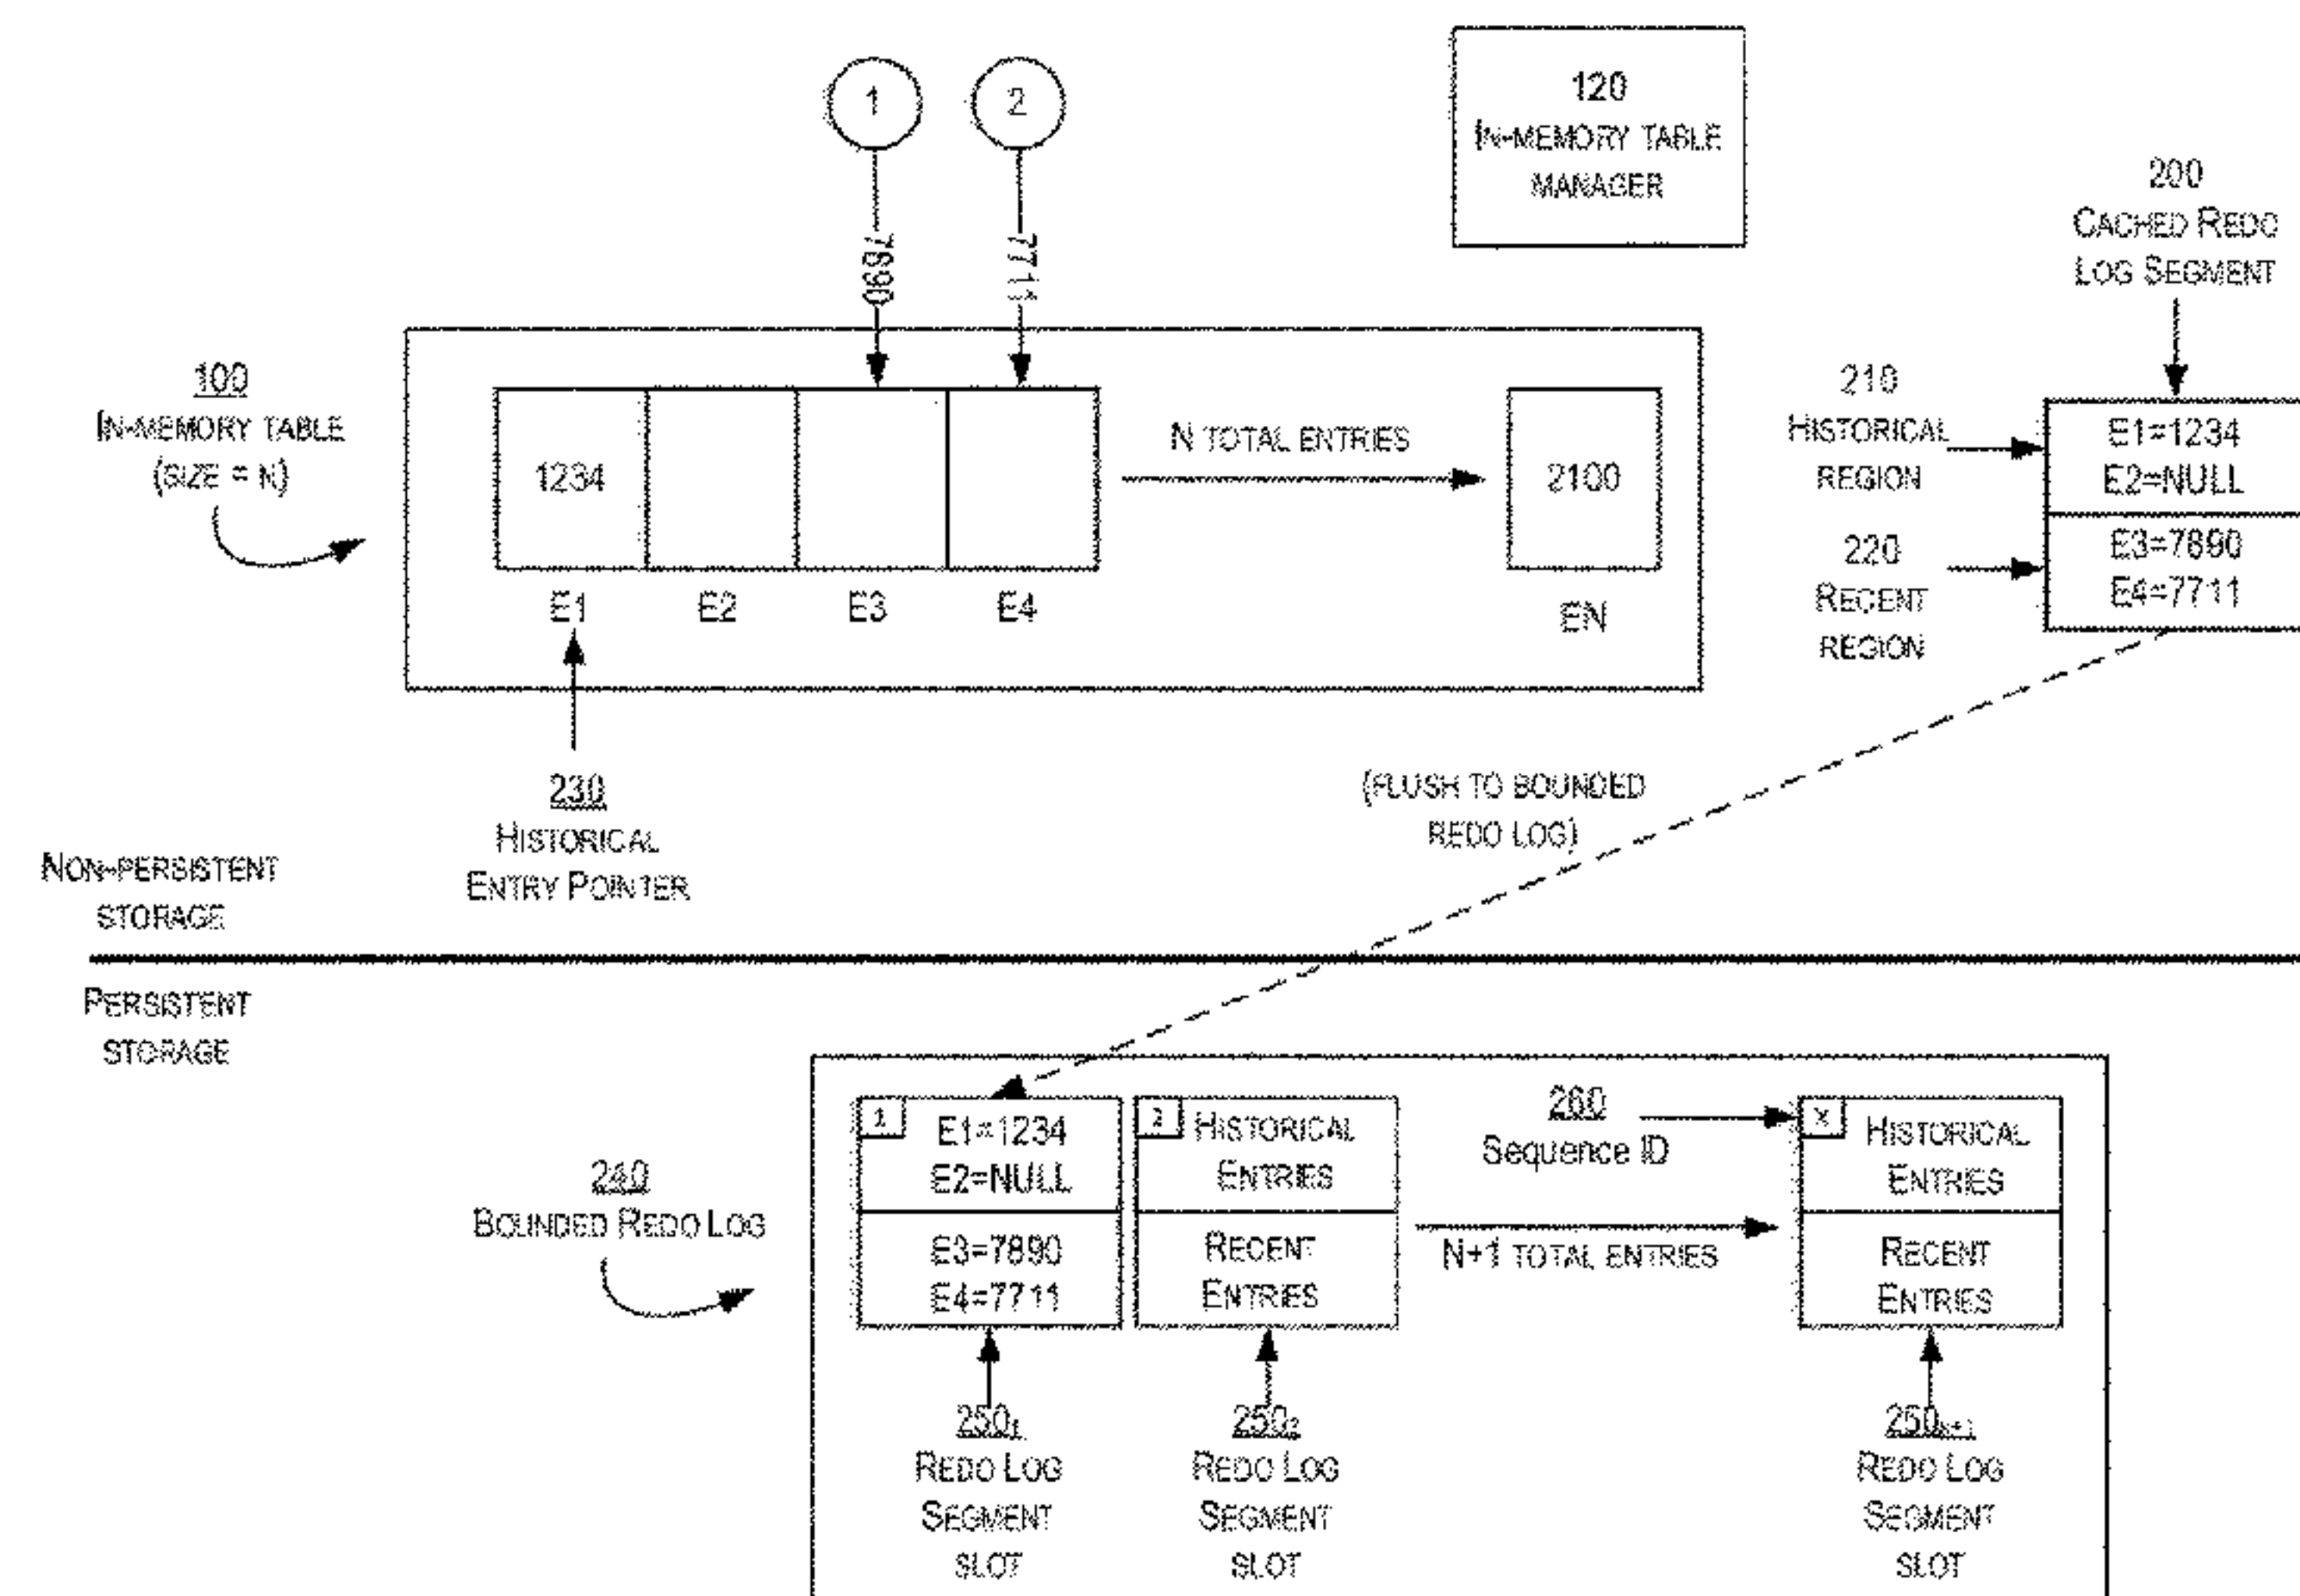 1
2
7890
7711
120
IN-MEMORY TABLE
MANAGER
200
CACHED REDO
LOG SEGMENT
100
IN-MEMORY TABLE
(SIZE = N)
1234
N TOTAL ENTRIES
2100
E1
E2
E3
E4
EN
210
HISTORICAL
REGION
220
RECENT
REGION
E1=1234
E2=NULL
E3=7890
E4=7711
230
HISTORICAL
ENTRY POINTER
(FLUSH TO BOUNDED
REDO LOG)
NON-PERSISTENT
STORAGE
PERSISTENT
STORAGE
240
BOUNDED REDO LOG
1
E1=1234
E2=NULL
E3=7890
E4=7711
2
HISTORICAL
ENTRIES
RECENT
ENTRIES
260
Sequence ID
N+1 TOTAL ENTRIES
X
HISTORICAL
ENTRIES
RECENT
ENTRIES
250₁
REDO LOG
SEGMENT
SLOT
250₂
REDO LOG
SEGMENT
SLOT
250ₙ₊₁
REDO LOG
SEGMENT
SLOT